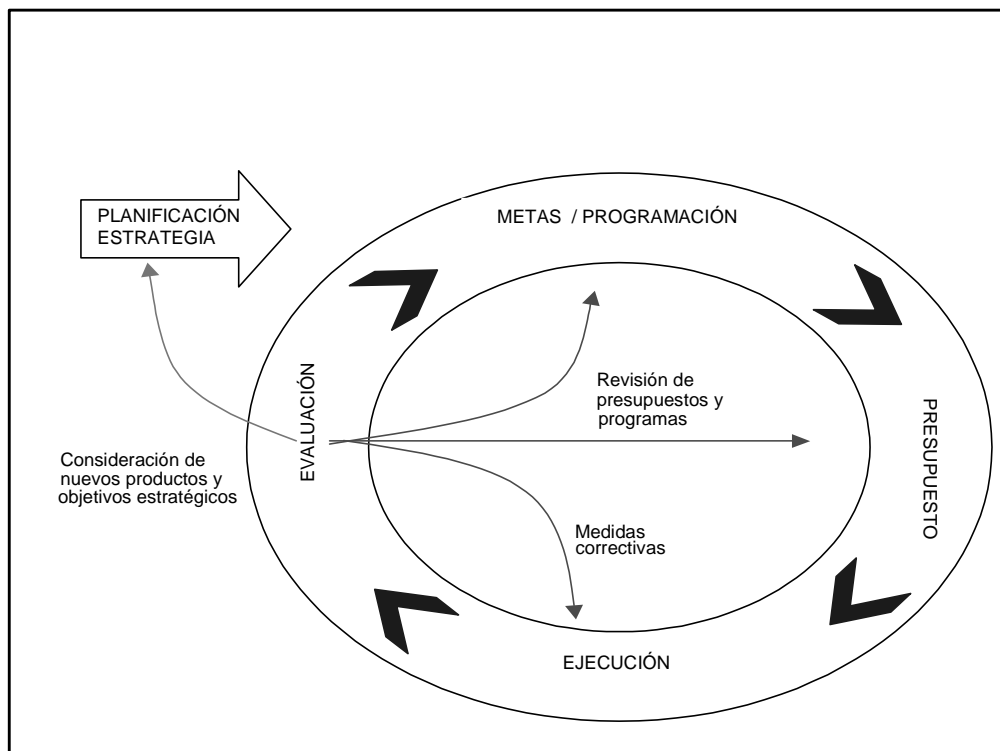 PLANIFICACIÓN
ESTRATEGIA
METAS / PROGRAMACIÓN
EVALUACIÓN
Revisión de
presupuestos y
programas
PRESUPUESTO
Consideración de
nuevos productos y
objetivos estratégicos
Medidas
correctivas
EJECUCIÓN